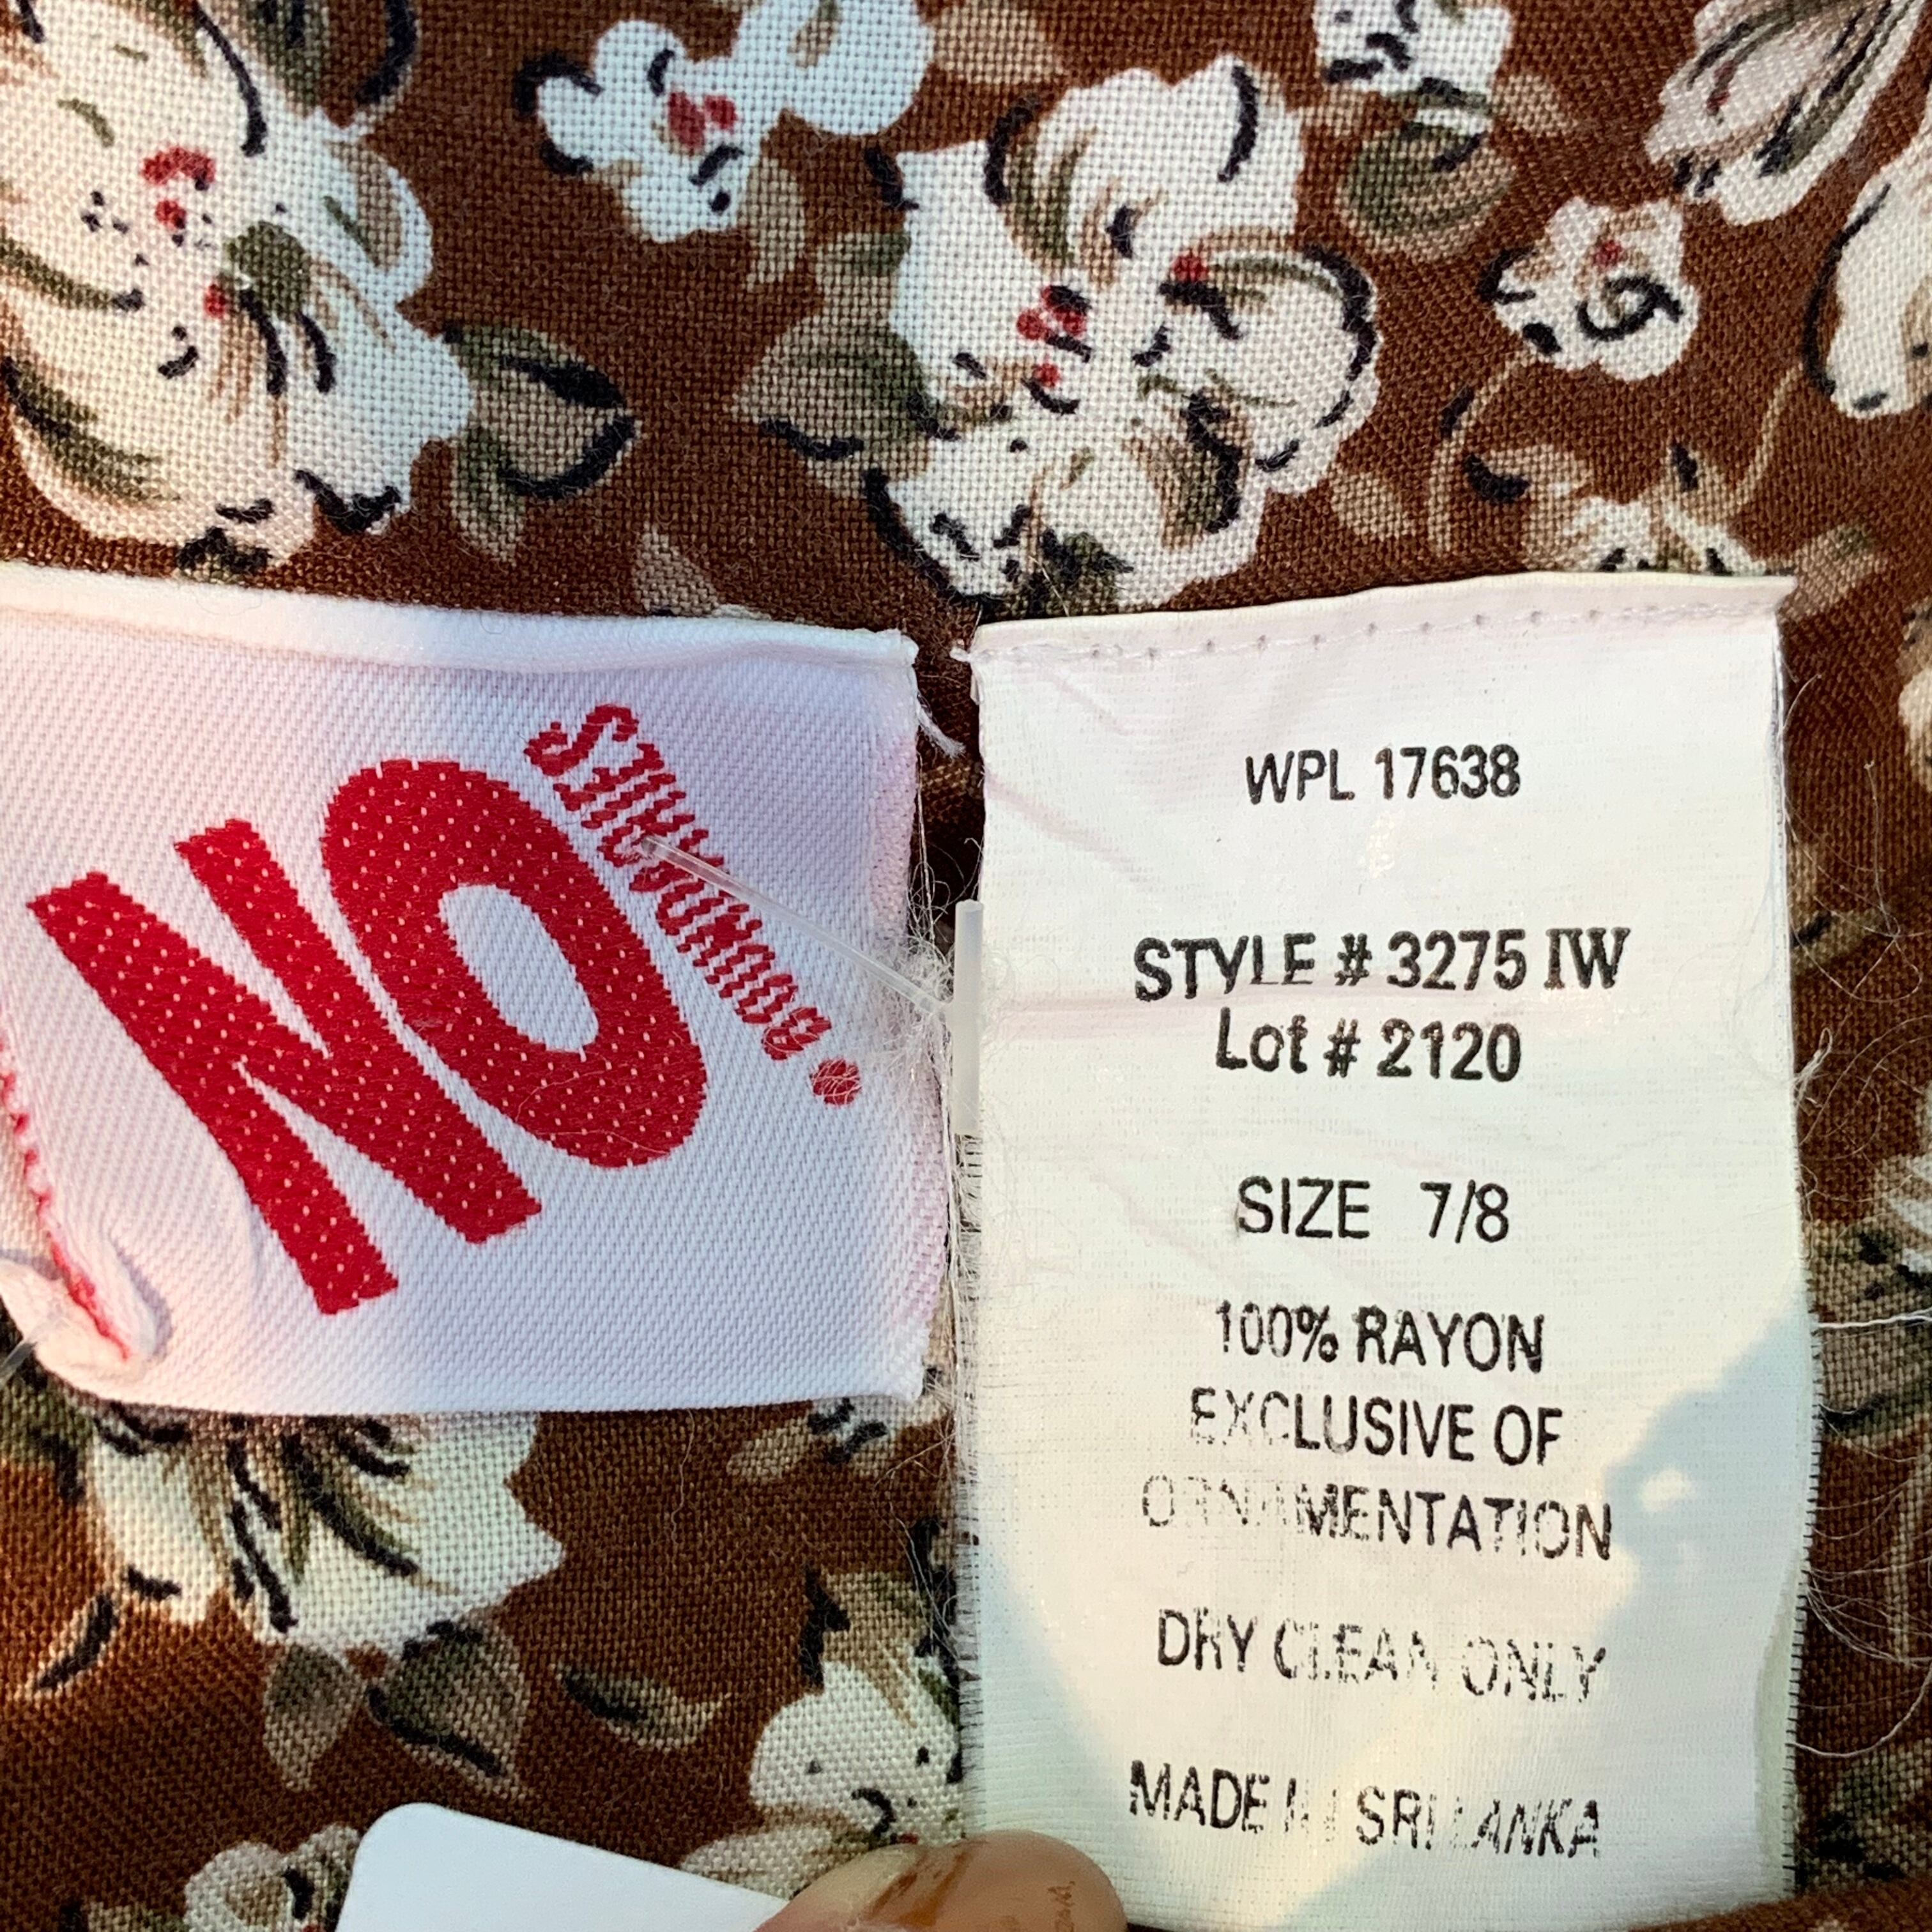 NO
BOUNDARIES
WPL 17638
STYLE # 3275 IW
Lot # 2120
SIZE 7/8
100% RAYON
EXCLUSIVE OF
ORNAMENTATION
DRY CLEAN ONLY
MADE IN SRI LANKA